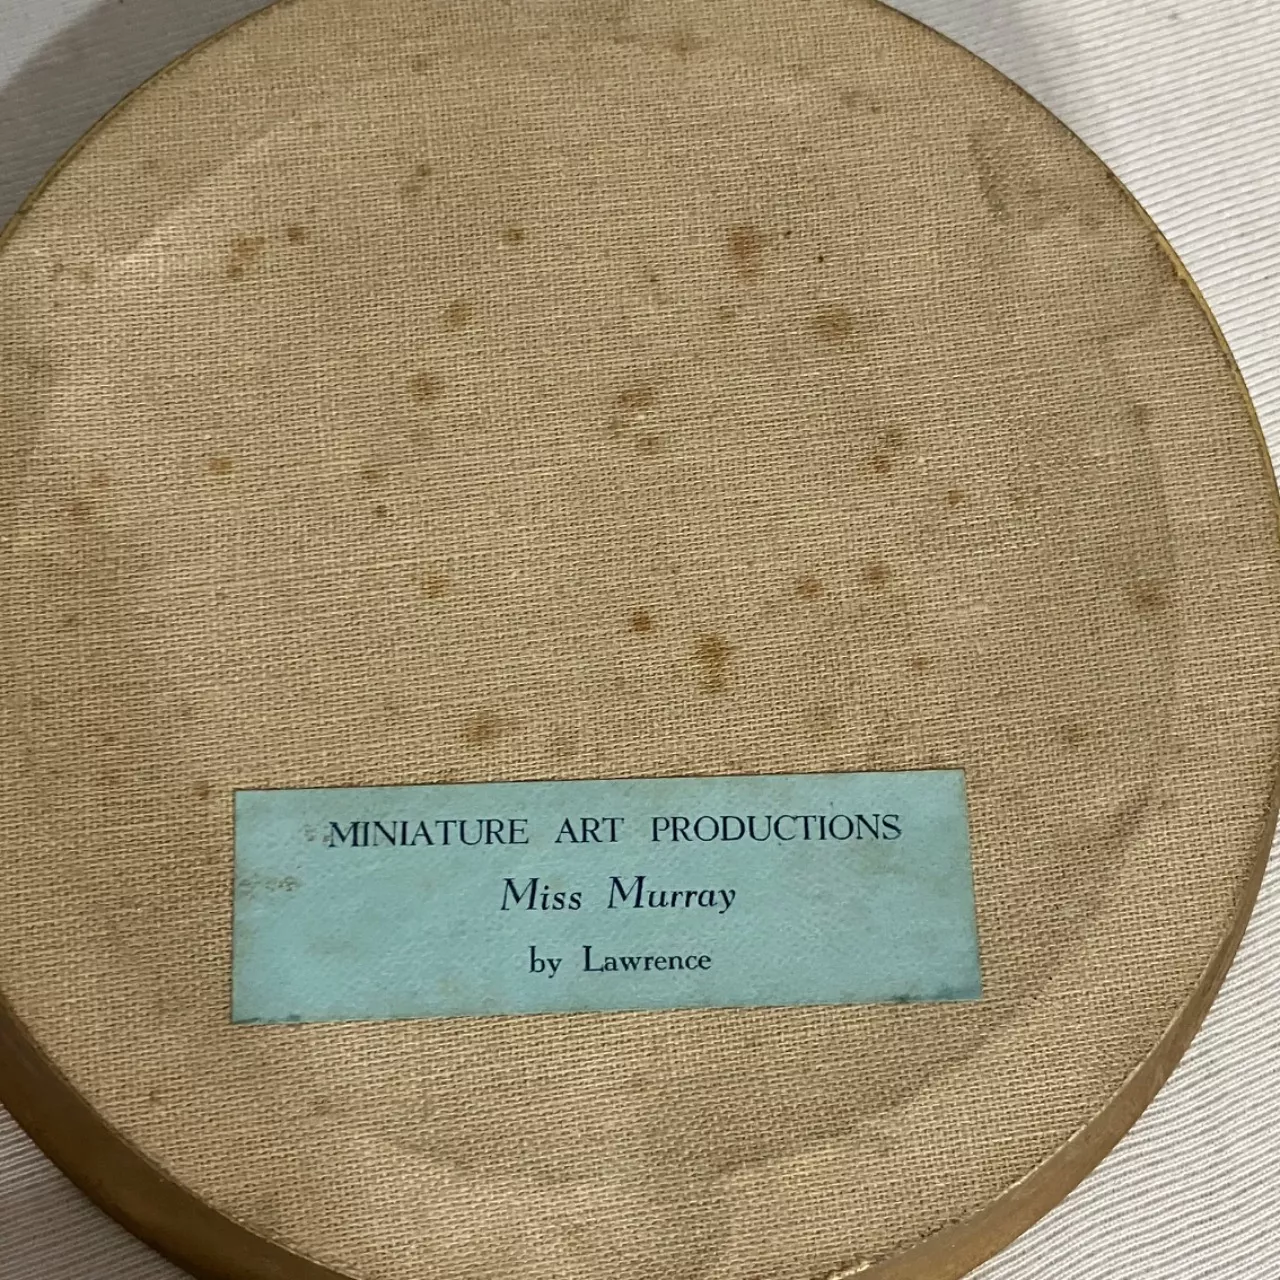 MINIATURE ART PRODUCTIONS
Miss Murray
by Lawrence